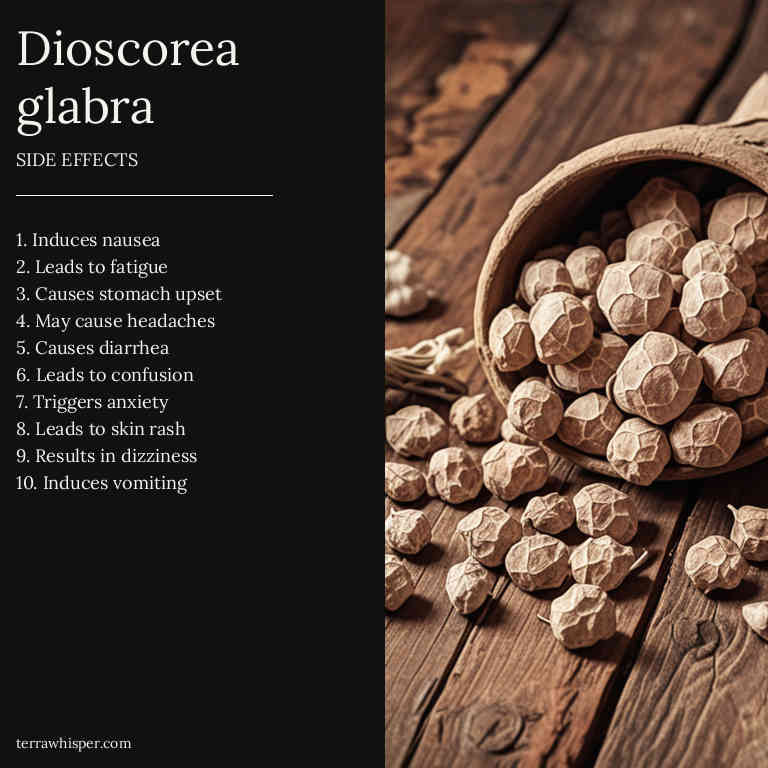 Dioscorea
glabra
SIDE EFFECTS
1. Induces nausea
2. Leads to fatigue
3. Causes stomach upset
4. May cause headaches
5. Causes diarrhea
6. Leads to confusion
7. Triggers anxiety
8. Leads to skin rash
9. Results in dizziness
10. Induces vomiting
terrawhisper.com